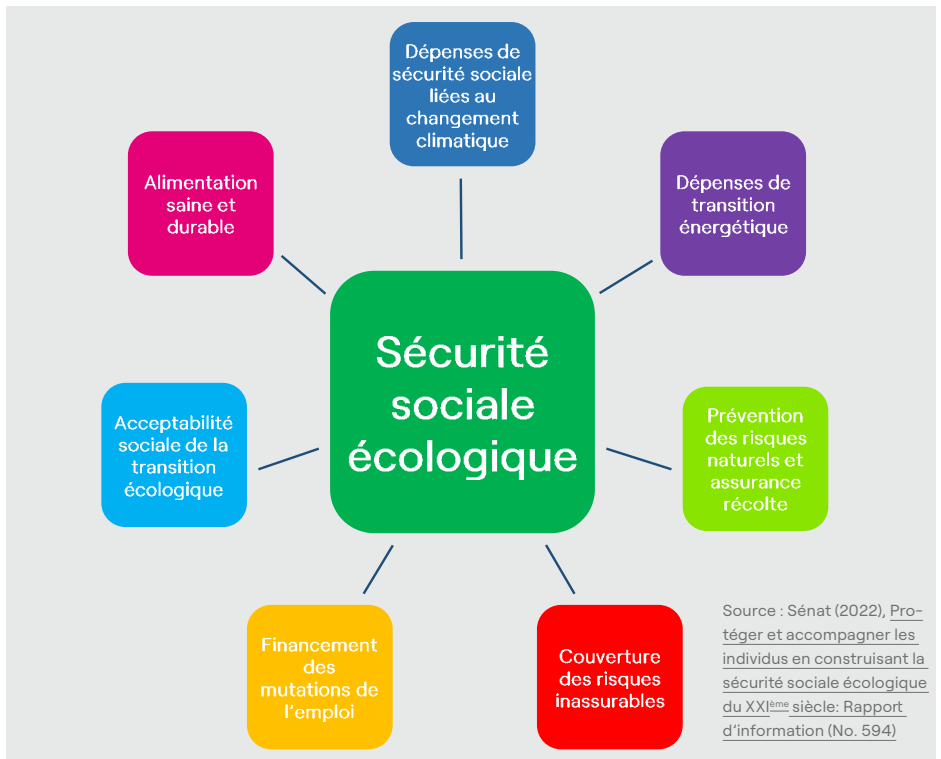 Dépenses de
sécurité sociale
liées au
changement
climatique
Alimentation
saine et
durable
Dépenses de
transition
énergétique
Sécurité
sociale
écologique
Acceptabilité
sociale de la
transition
écologique
Prévention
des risques
naturels et
assurance
récolte
Financement
des
mutations de
l'emploi
Couverture
des risques
inassurables
Source : Sénat (2022), Pro-
téger et accompagner les
individus en construisant la
sécurité sociale écologique
du XXIème siècle: Rapport
d'information (No. 594)